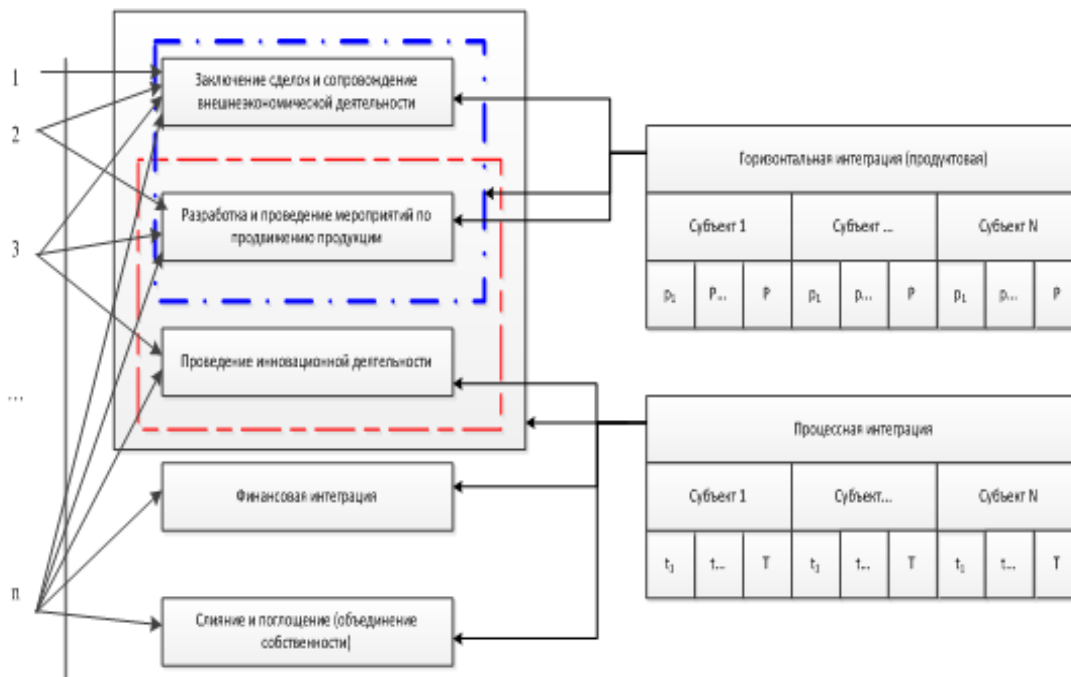 1
2
3
...
n
Заключение сделок и сопровождение
внешнеэкономической деятельности
Разработка и проведение мероприятий по
продвижению продукции
Проведение инновационной деятельности
Финансовая интеграция
Слияние и поглощение (объединение
собственности)
Горизонтальная интеграция (продуктовая)
Субъект 1 Субъект ... Субъект N
p₁ P... P p₁ p... P p₁ p... P
Процессная интеграция
Субъект 1 Субъект... Субъект N
t₁ t... T t₁ t... T t₁ t... T